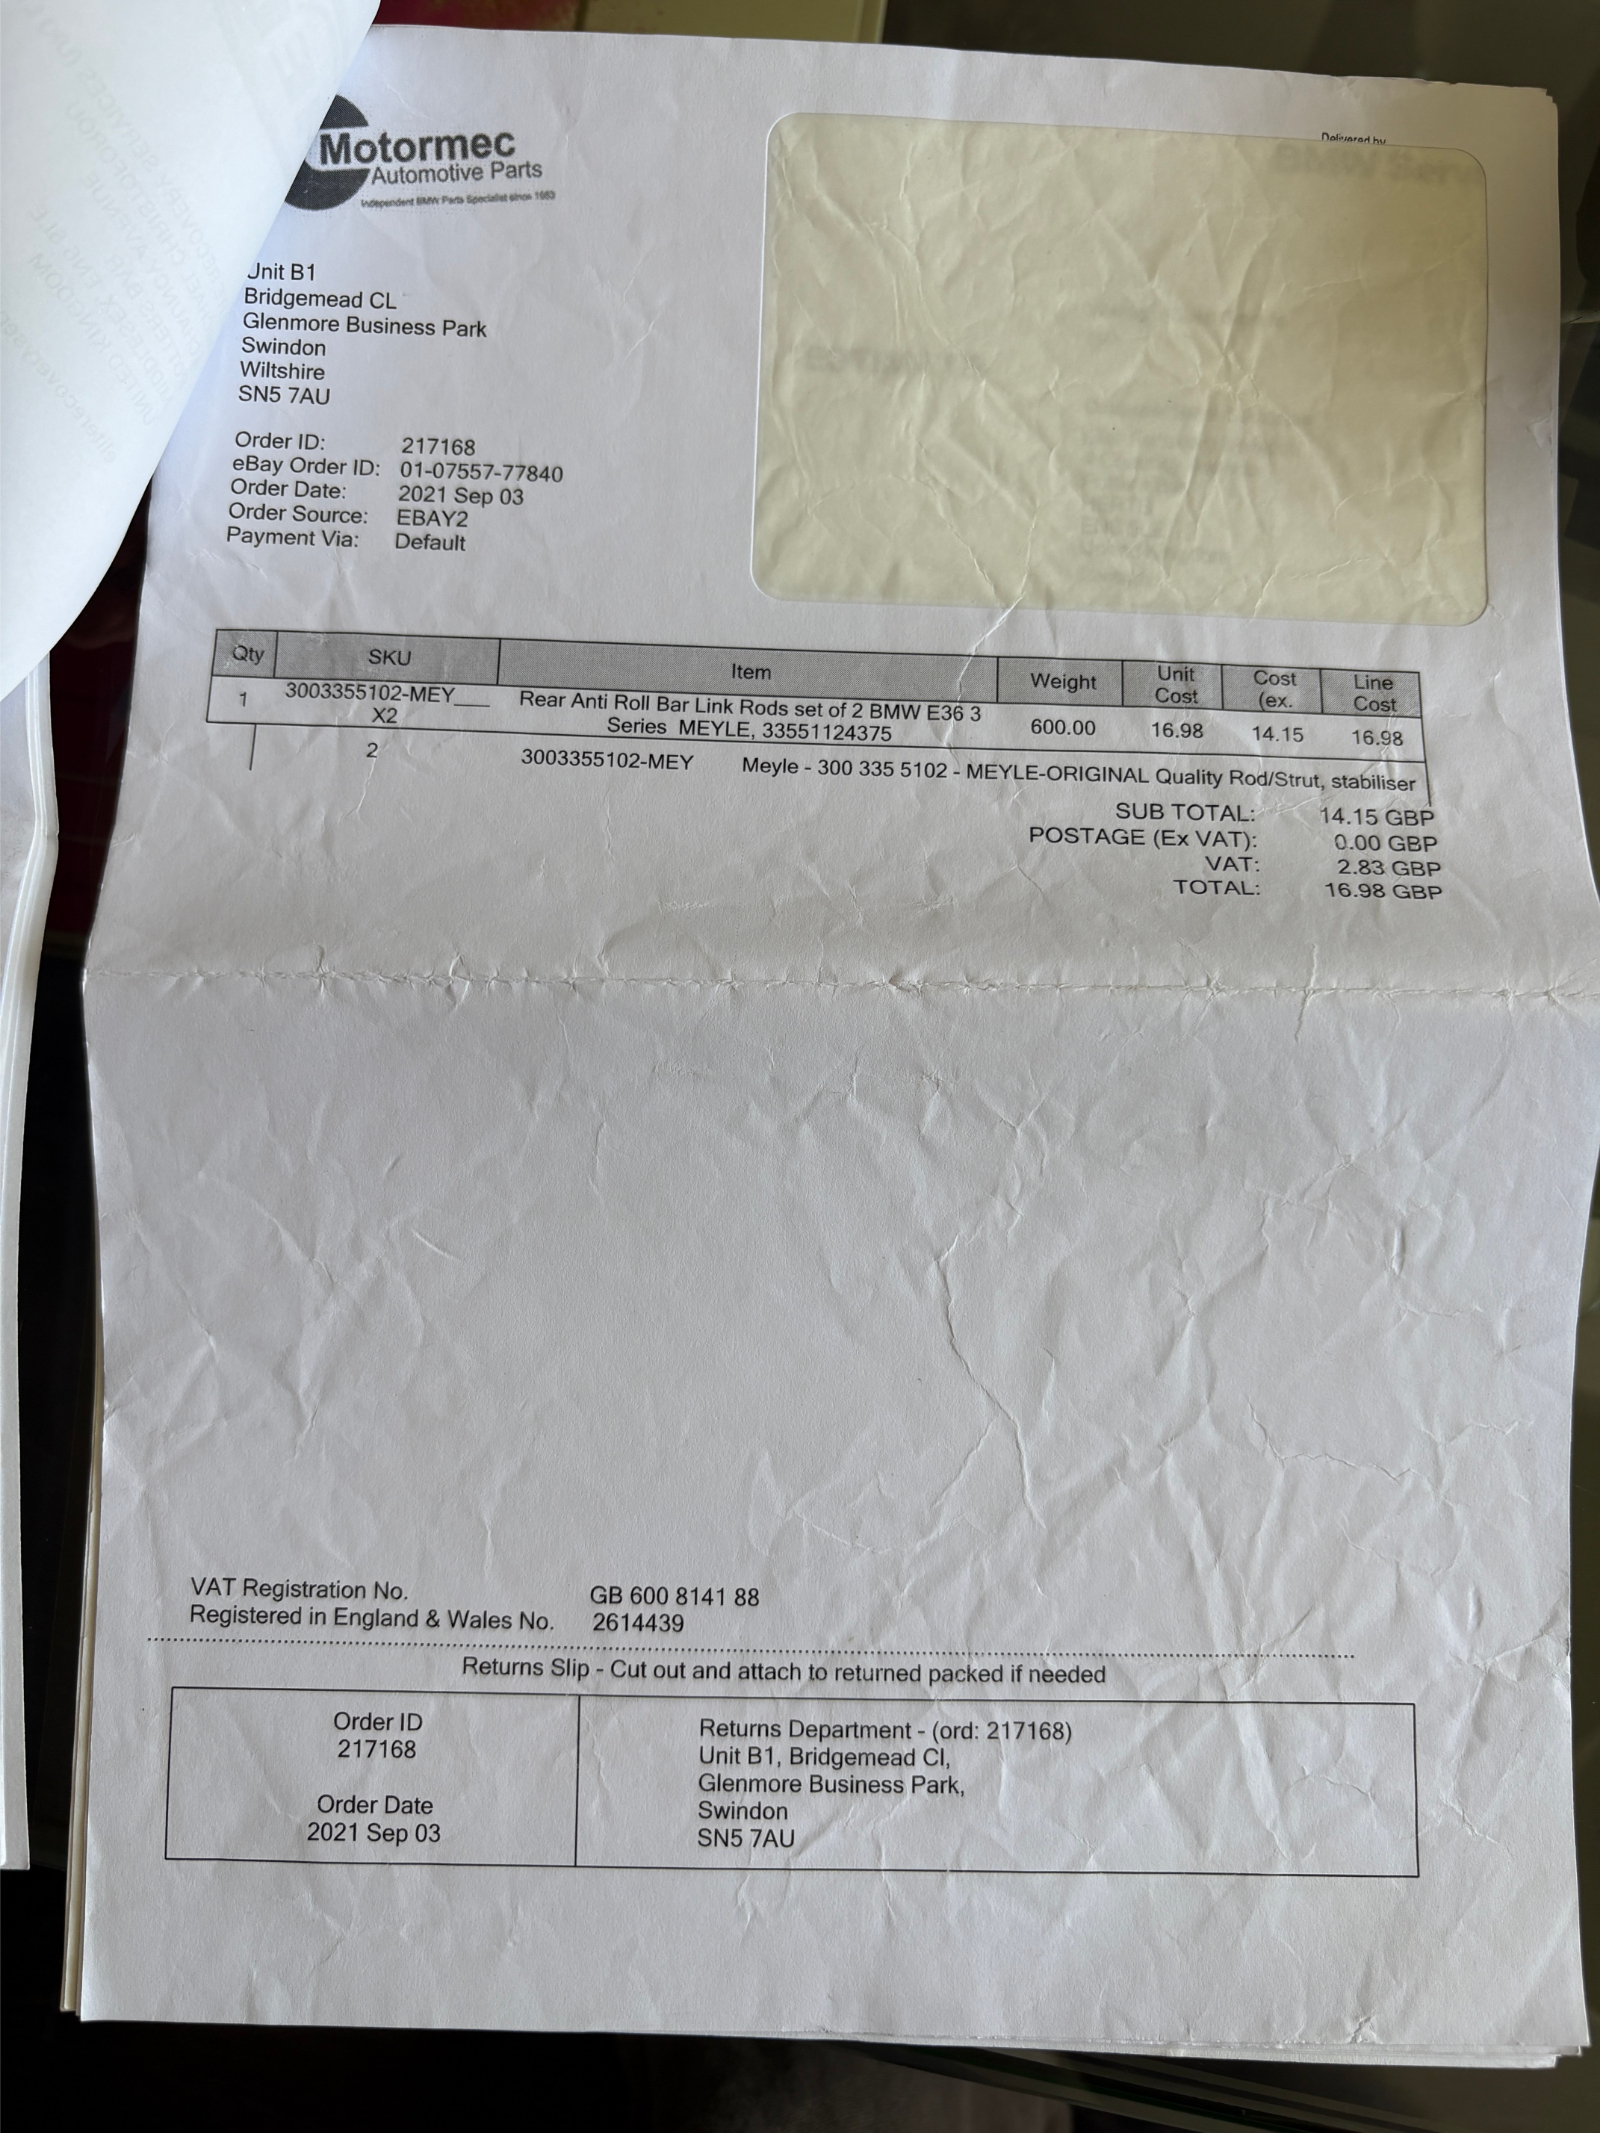 Motormec
Automotive Parts
Independent BMW Parts Specialist since 1983
Delivered by
Unit B1
Bridgemead CL
Glenmore Business Park
Swindon
Wiltshire
SN5 7AU
Order ID: 217168
eBay Order ID: 01-07557-77840
Order Date: 2021 Sep 03
Order Source: EBAY2
Payment Via: Default
Qty SKU Item Weight Unit Cost Cost (ex. Line Cost
1 3003355102-MEY___ X2 Rear Anti Roll Bar Link Rods set of 2 BMW E36 3 Series MEYLE, 33551124375 600.00 16.98 14.15 16.98
2 3003355102-MEY Meyle - 300 335 5102 - MEYLE-ORIGINAL Quality Rod/Strut, stabiliser
SUB TOTAL: 14.15 GBP
POSTAGE (Ex VAT): 0.00 GBP
VAT: 2.83 GBP
TOTAL: 16.98 GBP
VAT Registration No. GB 600 8141 88
Registered in England & Wales No. 2614439
Returns Slip - Cut out and attach to returned packed if needed
Order ID
217168
Order Date
2021 Sep 03
Returns Department - (ord: 217168)
Unit B1, Bridgemead Cl,
Glenmore Business Park,
Swindon
SN5 7AU